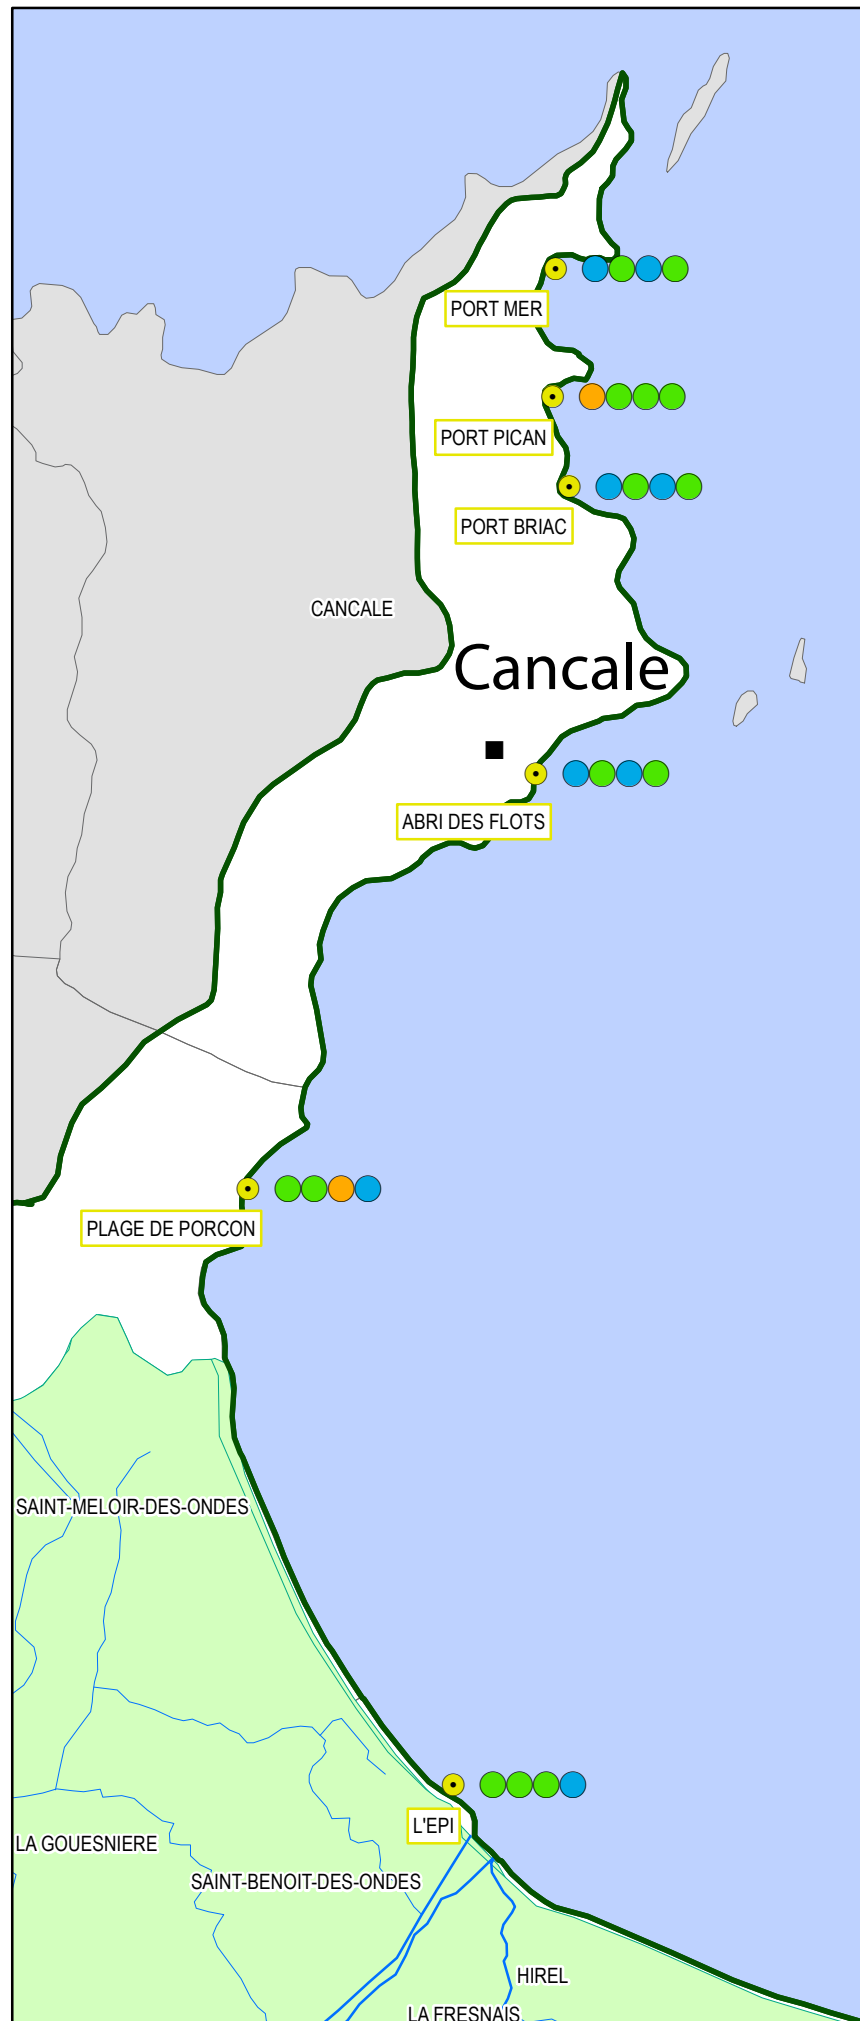 PORT MER
PORT PICAN
PORT BRIAC
CANCALE
Cancale
ABRI DES FLOTS
PLAGE DE PORCON
SAINT-MELOIR-DES-ONDES
L'EPI
LA GOUESNIERE
SAINT-BENOIT-DES-ONDES
HIREL
LA FRESNAIS